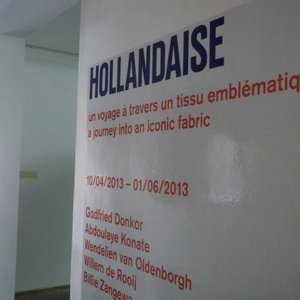 HOLLANDAISE
un voyage à travers un tissu emblématiq
a journey into an iconic fabric
10/04/2013 – 01/06/2013
Godfried Donkor
Abdoulaye Konate
Wendelien van Oldenborgh
Willem de Rooij
Billie Zangewa